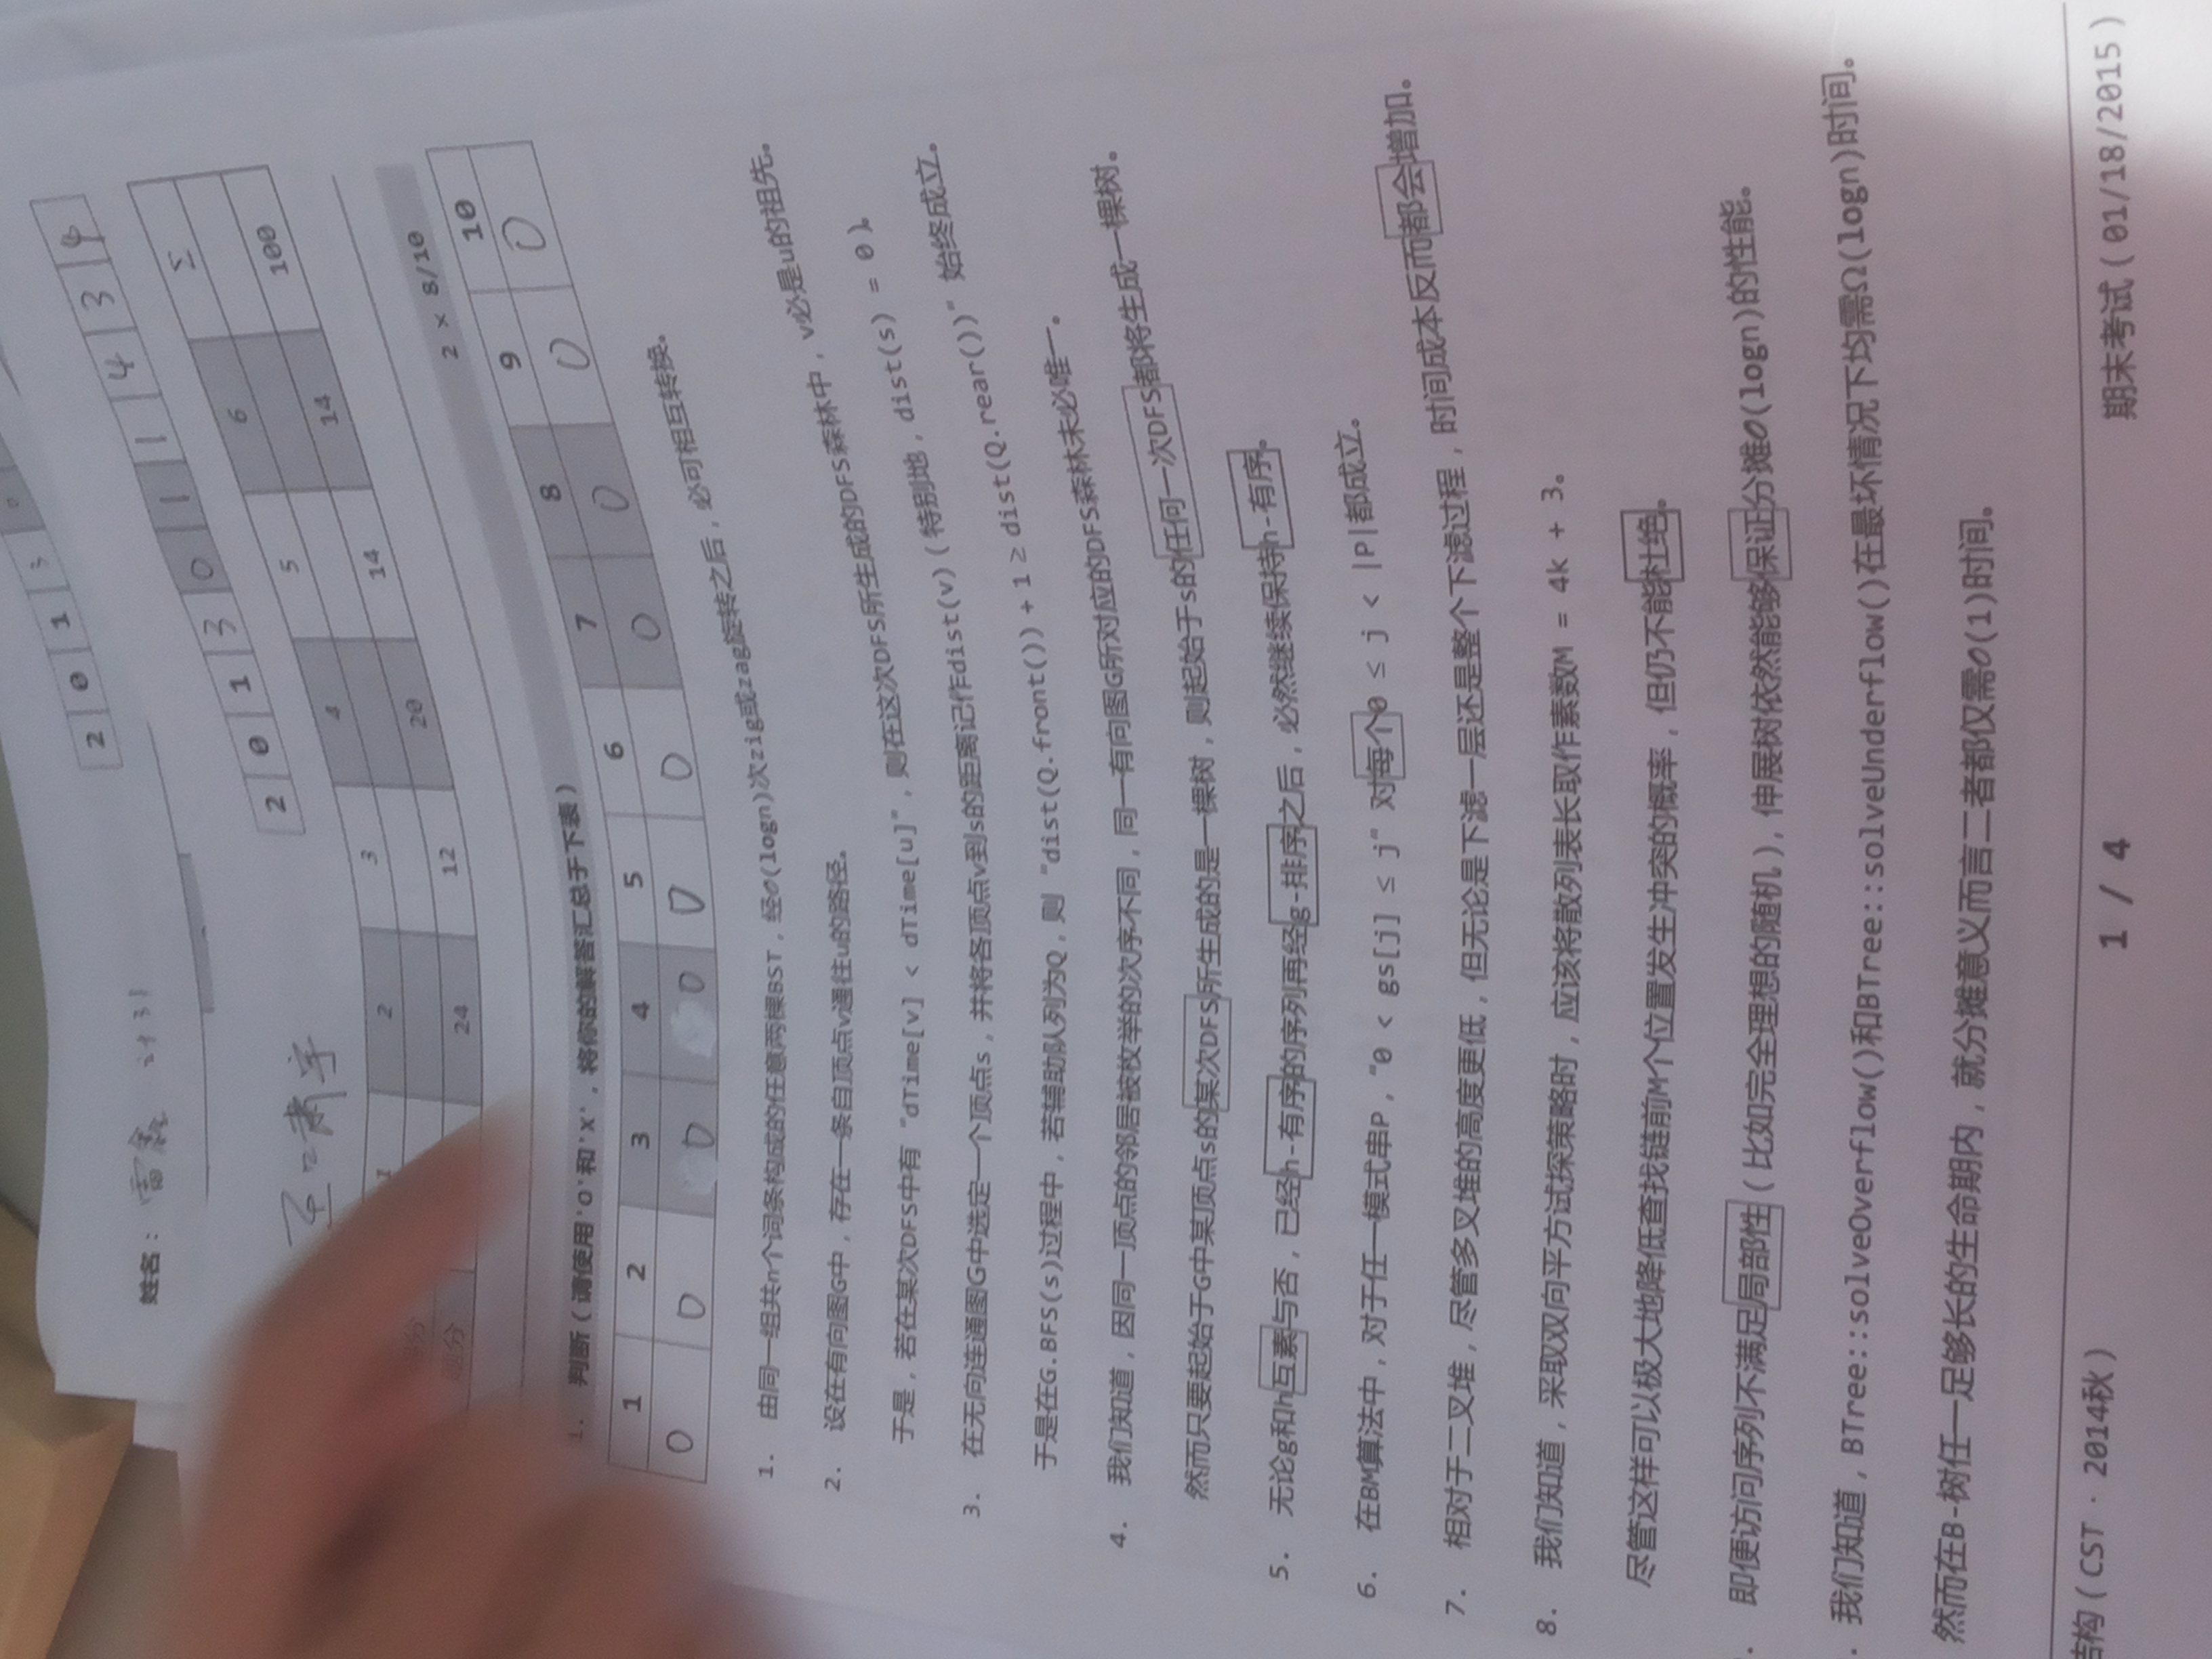 2 0 1 3 0
姓名： 雷鑫 计31
2 0 1 3 0 1 1 4 3
肃宇
1 2 3 4 5 6 Σ
分
分 24 12 20 14 14 100
2 × 8/10
1. 判断（请使用'O'和'X'，将你的解答汇总于下表）
1 2 3 4 5 6 7 8 9 10
O O O O O O O O O O
1. 由同一组共n个词条构成的任意两棵BST，经O(logn)次zig或zag旋转之后，必可相互转换。
2. 设在有向图G中，存在一条自顶点v通往u的路径。
于是，若在某次DFS中有“dTime[v] < dTime[u]”，则在这次DFS所生成的DFS森林中，v必是u的祖先。
3. 在无向连通图G中选定一个顶点s，并将各顶点v到s的距离记作dist(v)（特别地，dist(s) = 0）。
于是在G.BFS(s)过程中，若辅助队列为Q，则“dist(Q.front()) + 1 ≥ dist(Q.rear())”始终成立。
4. 我们知道，因同一顶点的邻居被枚举的次序不同，同一有向图G所对应的DFS森林未必唯一。
然而只要起始于G中某顶点s的某次DFS所生成的是一棵树，则起始于s的任何一次DFS都将生成一棵树。
5. 无论g和h互素与否，已经h-有序的序列再经g-排序之后，必然继续保持h-有序。
6. 在BM算法中，对于任一模式串P，“0 < gs[j] ≤ j”对每个0 ≤ j < |P|都成立。
7. 相对于二叉堆，尽管多叉堆的高度更低，但无论是下滤一层还是整个下滤过程，时间成本反而都会增加。
8. 我们知道，采取双向平方试探策略时，应该将散列表长取作素数M = 4k + 3。
尽管这样可以极大地降低查找链前M个位置发生冲突的概率，但仍不能杜绝。
. 即便访问序列不满足局部性（比如完全理想的随机），伸展树依然能够保证分摊O(logn)的性能。
. 我们知道，BTree::solveOverflow()和BTree::solveUnderflow()在最坏情况下均需Ω(logn)时间。
然而在B-树任一足够长的生命期内，就分摊意义而言二者都仅需O(1)时间。
结构（CST · 2014秋） 1 / 4 期末考试（01/18/2015）